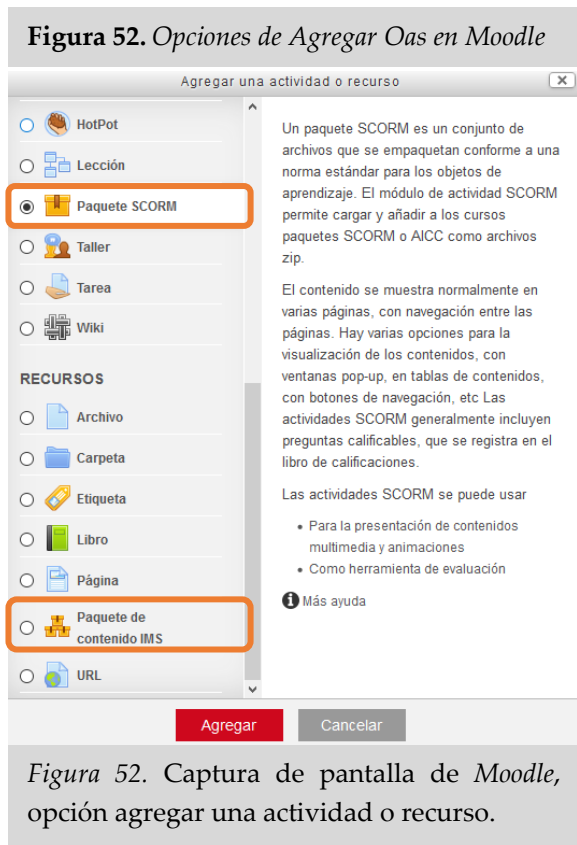 Figura 52. Opciones de Agregar Oas en Moodle
Agregar una actividad o recurso
HotPot
Lección
Paquete SCORM
Taller
Tarea
Wiki
RECURSOS
Archivo
Carpeta
Etiqueta
Libro
Página
Paquete de
contenido IMS
URL
Un paquete SCORM es un conjunto de
archivos que se empaquetan conforme a una
norma estándar para los objetos de
aprendizaje. El módulo de actividad SCORM
permite cargar y añadir a los cursos
paquetes SCORM o AICC como archivos
zip.
El contenido se muestra normalmente en
varias páginas, con navegación entre las
páginas. Hay varias opciones para la
visualización de los contenidos, con
ventanas pop-up, en tablas de contenidos,
con botones de navegación, etc Las
actividades SCORM generalmente incluyen
preguntas calificables, que se registra en el
libro de calificaciones.
Las actividades SCORM se puede usar
• Para la presentación de contenidos
multimedia y animaciones
• Como herramienta de evaluación
Más ayuda
Agregar
Cancelar
Figura 52. Captura de pantalla de Moodle,
opción agregar una actividad o recurso.